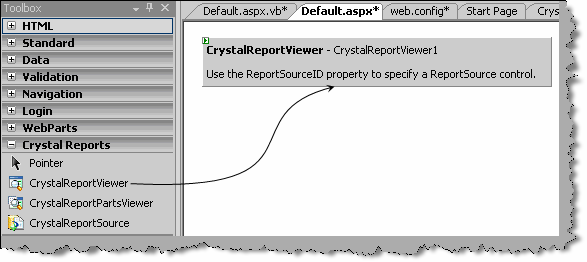 Toolbox
HTML
Standard
Data
Validation
Navigation
Login
WebParts
Crystal Reports
Pointer
CrystalReportViewer
CrystalReportPartsViewer
CrystalReportSource
Default.aspx.vb* Default.aspx* web.config* Start Page Crys
CrystalReportViewer - CrystalReportViewer1
Use the ReportSourceID property to specify a ReportSource control.